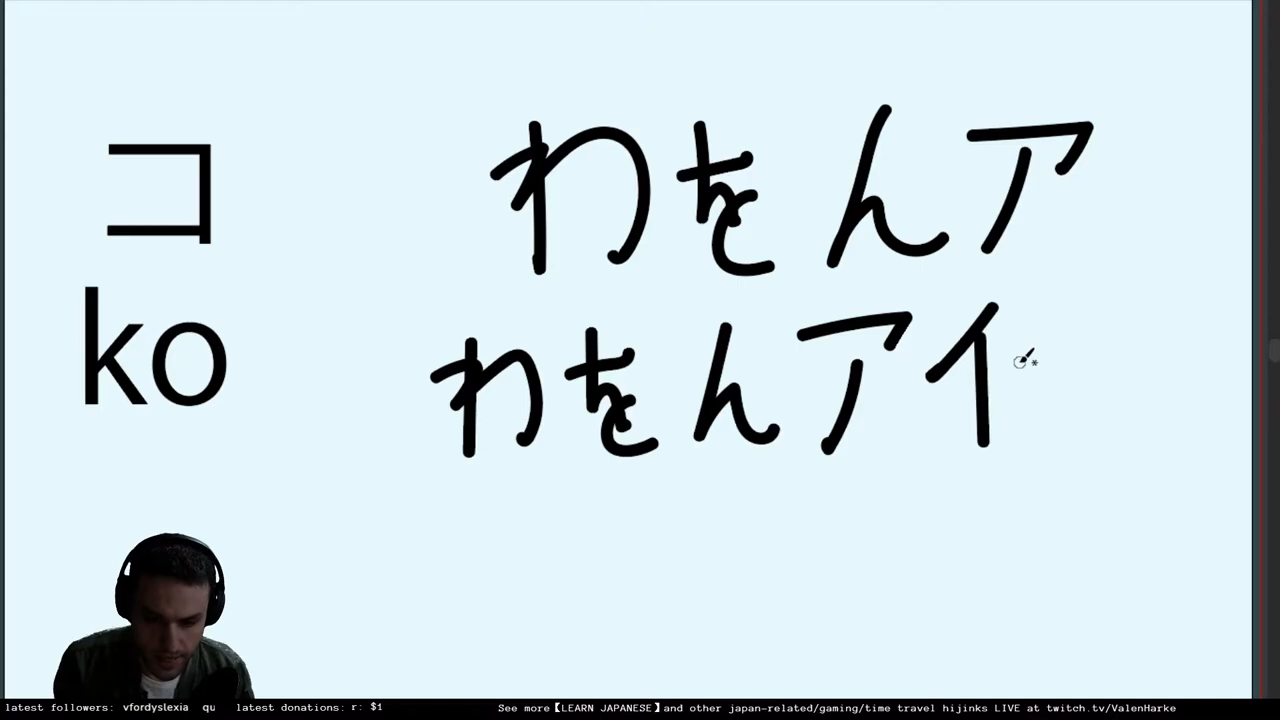 コ
ko
わをんア
わをんアイ
latest followers: vfordyslexia qu latest donations: r: $1 See more【LEARN JAPANESE】and other japan-related/gaming/time travel hijinks LIVE at twitch.tv/ValenHarke